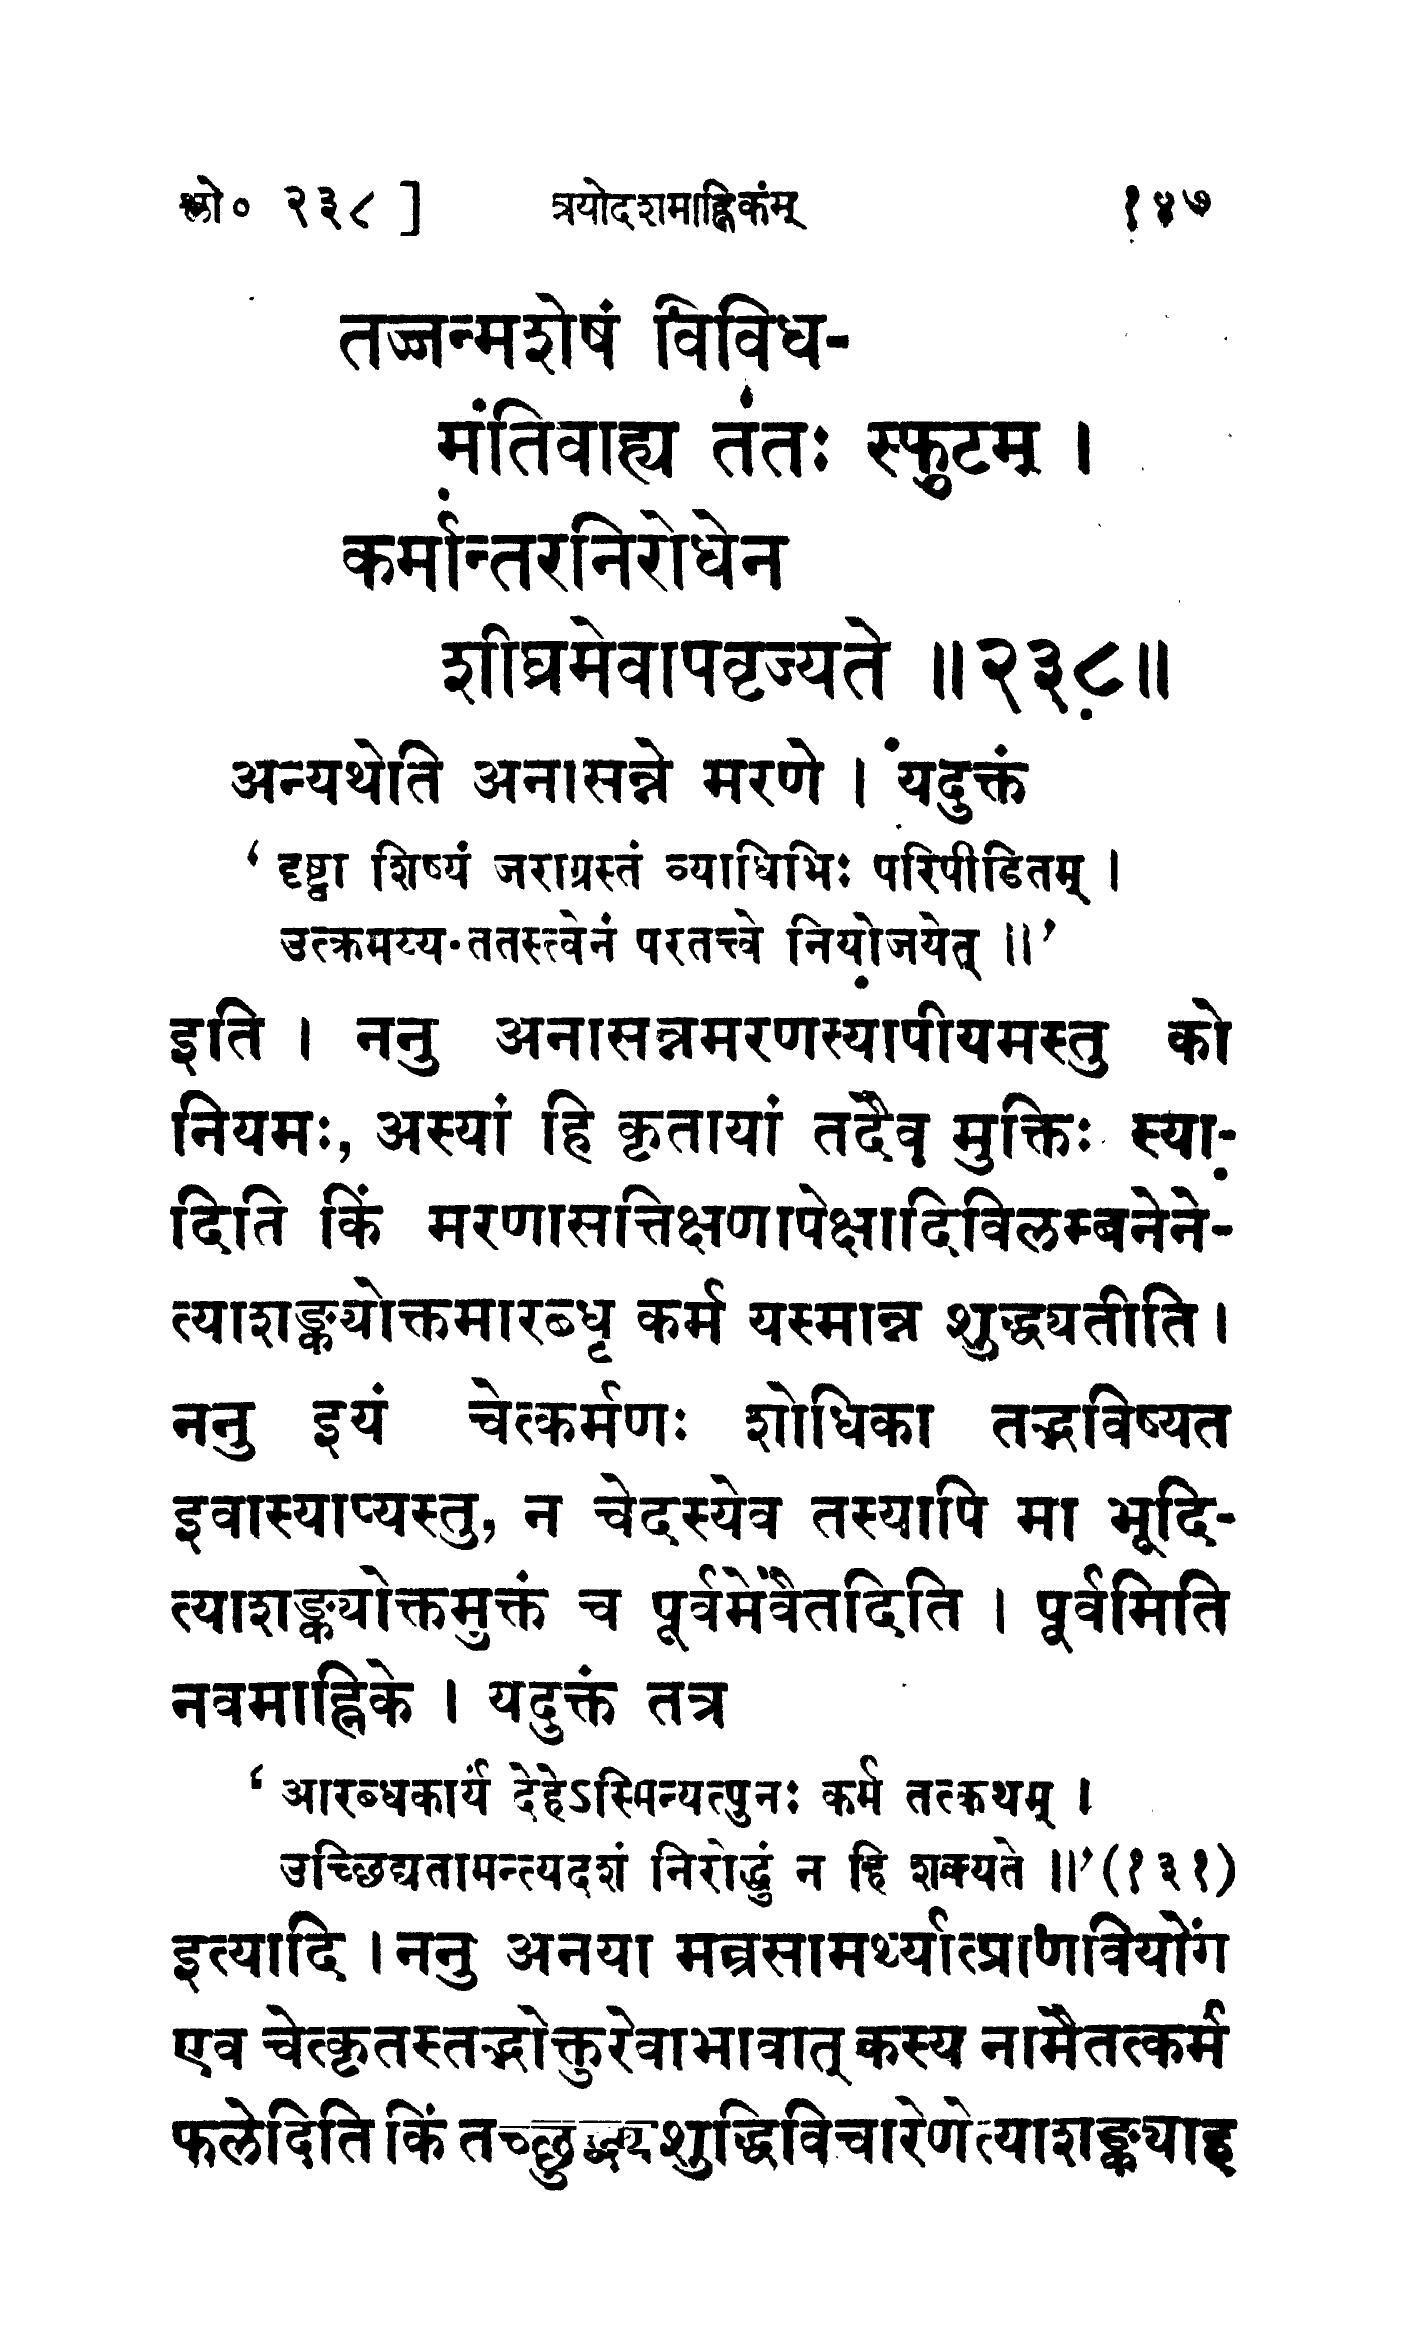 श्लो० २३८ ] त्रयोदशमाह्निकंम् १४७
तज्जन्मशेषं विविध-
मंतिवाह्य तंतः स्फुटम् ।
कर्मान्तरनिरोधेन
शीघ्रमेवापवृज्यते ॥२३८॥
अन्यथेति अनासन्ने मरणे । यदुक्तं
‘ दृष्ट्वा शिष्यं जराग्रस्तं व्याधिभिः परिपीडितम् ।
उत्क्रमय्य ततस्त्वेनं परतत्त्वे नियोजयेत् ॥’
इति । ननु अनासन्नमरणस्यापीयमस्तु को
नियमः, अस्यां हि कृतायां तदैव मुक्तिः स्या-
दिति किं मरणासत्तिक्षणापेक्षादिविलम्बनेने-
त्याशङ्क्योक्तमारब्धृ कर्म यस्मान्न शुद्ध्यतीति ।
ननु इयं चेत्कर्मणः शोधिका तद्भविष्यत
इवास्याप्यस्तु, न चेदस्येव तस्यापि मा भूदि-
त्याशङ्क्योक्तमुक्तं च पूर्वमेवैतदिति । पूर्वमिति
नवमाह्निके । यदुक्तं तत्र
‘ आरब्धकार्यं देहेऽस्मिन्यत्पुनः कर्म तत्कथम् ।
उच्छिद्यतामन्त्यदशं निरोद्धुं न हि शक्यते ॥’ (१३१)
इत्यादि । ननु अनया मन्त्रसामर्थ्यात्प्राणवियोग
एव चेत्कृतस्तद्भोक्तुरेवाभावात् कस्य नामैतत्कर्म
फलेदिति किं तच्छुद्ध्यशुद्धिविचारेणेत्याशङ्क्याह